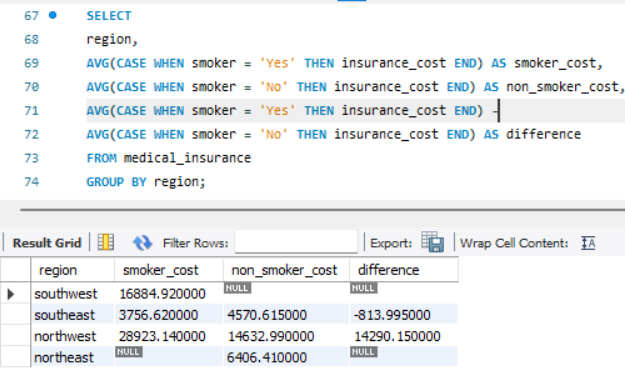 67 SELECT
68 region,
69 AVG(CASE WHEN smoker = 'Yes' THEN insurance_cost END) AS smoker_cost,
70 AVG(CASE WHEN smoker = 'No' THEN insurance_cost END) AS non_smoker_cost,
71 AVG(CASE WHEN smoker = 'Yes' THEN insurance_cost END) -
72 AVG(CASE WHEN smoker = 'No' THEN insurance_cost END) AS difference
73 FROM medical_insurance
74 GROUP BY region;
Result Grid Filter Rows: Export: Wrap Cell Content: IA
region smoker_cost non_smoker_cost difference
southwest 16884.920000 NULL NULL
southeast 3756.620000 4570.615000 -813.995000
northwest 28923.140000 14632.990000 14290.150000
northeast NULL 6406.410000 NULL